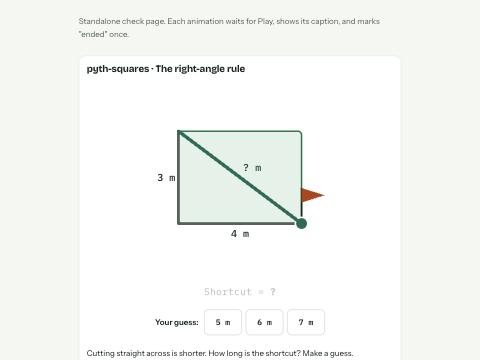 Standalone check page. Each animation waits for Play, shows its caption, and marks
"ended" once.
pyth-squares · The right-angle rule
? m
3 m
4 m
Shortcut = ?
Your guess: 5 m 6 m 7 m
Cutting straight across is shorter. How long is the shortcut? Make a guess.